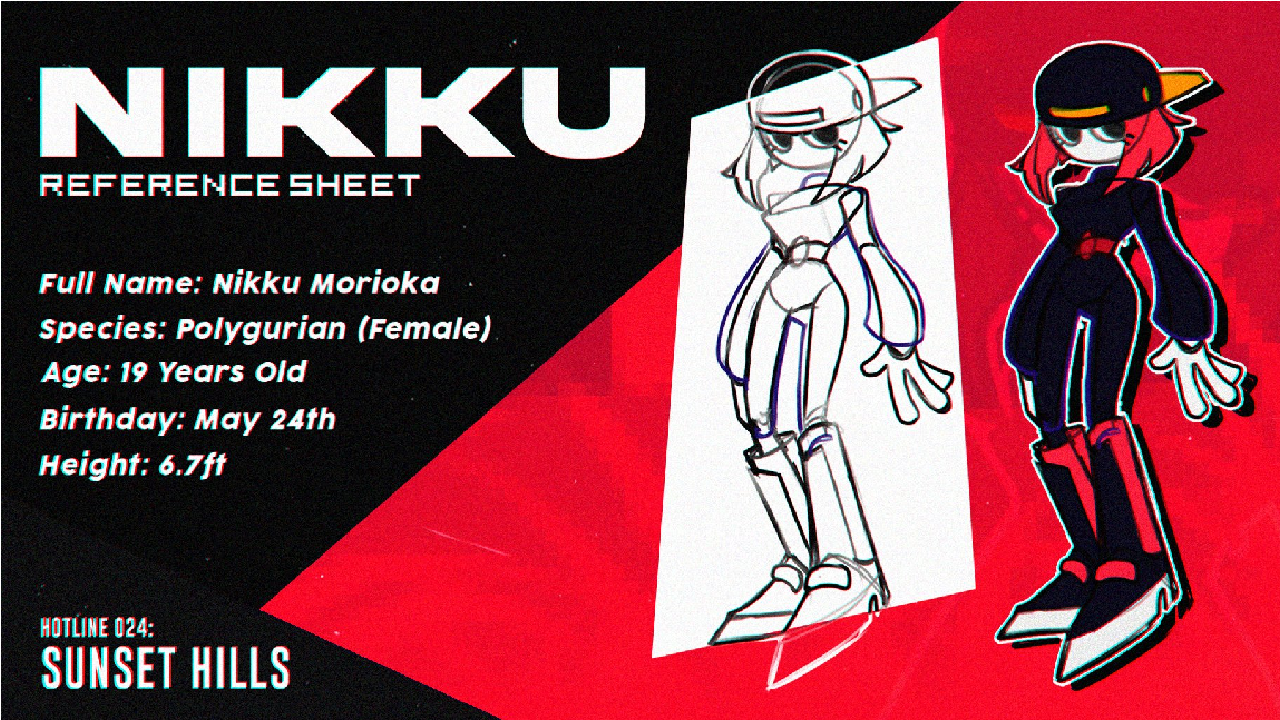 NIKKU
REFERENCE SHEET
Full Name: Nikku Morioka
Species: Polygurian (Female)
Age: 19 Years Old
Birthday: May 24th
Height: 6.7ft
HOTLINE 024:
SUNSET HILLS